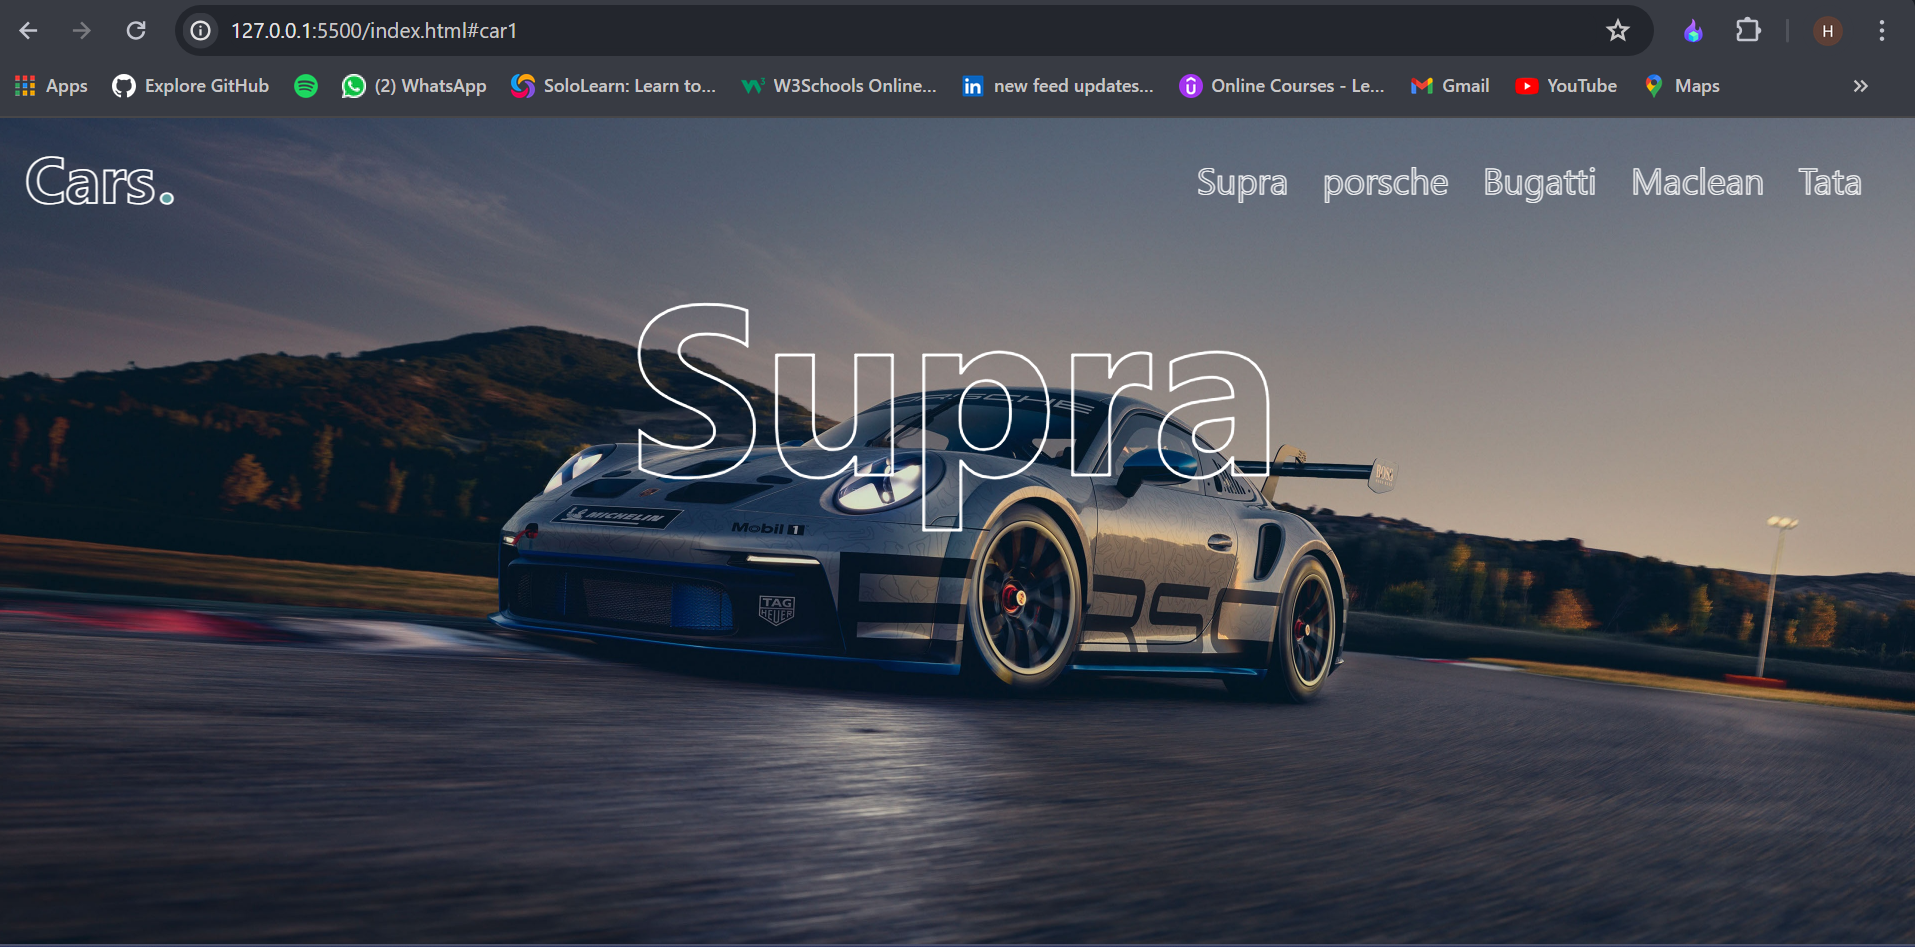 127.0.0.1:5500/index.html#car1
H
Apps Explore GitHub (2) WhatsApp SoloLearn: Learn to... W3Schools Online... new feed updates... Online Courses - Le... Gmail YouTube Maps
Cars. Supra porsche Bugatti Maclean Tata
Supra
PORSCHE
MICHELIN
Mobil 1
TAG
HEUER